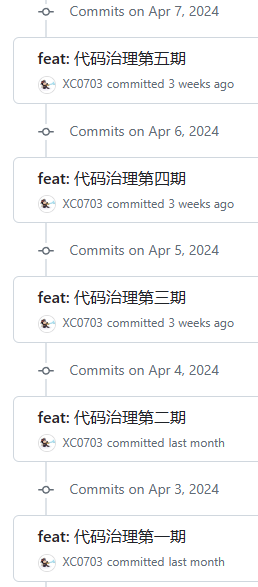 Commits on Apr 7, 2024
feat: 代码治理第五期
XC0703 committed 3 weeks ago
Commits on Apr 6, 2024
feat: 代码治理第四期
XC0703 committed 3 weeks ago
Commits on Apr 5, 2024
feat: 代码治理第三期
XC0703 committed 3 weeks ago
Commits on Apr 4, 2024
feat: 代码治理第二期
XC0703 committed last month
Commits on Apr 3, 2024
feat: 代码治理第一期
XC0703 committed last month